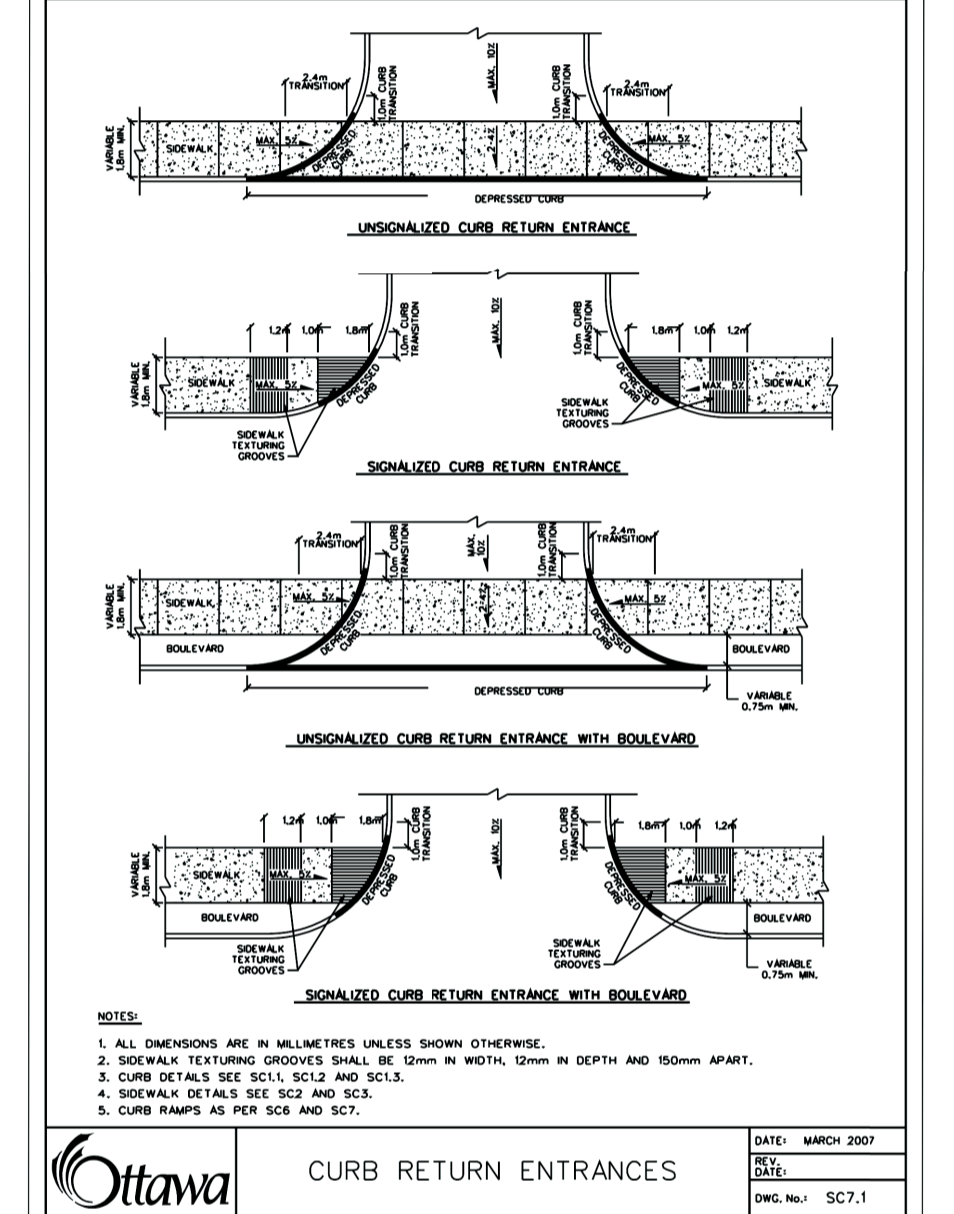 2.4m
TRANSITION
1.0m CURB
TRANSITION
MAX. 10%
1.0m CURB
TRANSITION
2.4m
TRANSITION
VARIABLE
1.8m MIN.
SIDEWALK
MAX. 5%
DEPRESSED
CURB
2-4%
DEPRESSED
CURB
MAX. 5%
DEPRESSED CURB
UNSIGNALIZED CURB RETURN ENTRANCE
1.2m 1.0m 1.8m
1.0m CURB
TRANSITION
MAX. 10%
1.0m CURB
TRANSITION
1.8m 1.0m 1.2m
VARIABLE
1.8m MIN.
SIDEWALK
MAX. 5%
DEPRESSED
CURB
DEPRESSED
CURB
MAX. 5%
SIDEWALK
VARIABLE
1.8m MIN.
SIDEWALK
TEXTURING
GROOVES
SIDEWALK
TEXTURING
GROOVES
SIGNALIZED CURB RETURN ENTRANCE
2.4m
TRANSITION
1.0m CURB
TRANSITION
MAX.
10%
1.0m CURB
TRANSITION
2.4m
TRANSITION
VARIABLE
1.8m MIN.
SIDEWALK
MAX. 5%
DEPRESSED
CURB
2-4%
DEPRESSED
CURB
MAX. 5%
BOULEVARD
BOULEVARD
DEPRESSED CURB
VARIABLE
0.75m MIN.
UNSIGNALIZED CURB RETURN ENTRANCE WITH BOULEVARD
1.2m 1.0m 1.8m
1.0m CURB
TRANSITION
MAX. 10%
1.0m CURB
TRANSITION
1.8m 1.0m 1.2m
VARIABLE
1.8m MIN.
SIDEWALK
MAX. 5%
DEPRESSED
CURB
DEPRESSED
CURB
MAX. 5%
BOULEVARD
BOULEVARD
SIDEWALK
TEXTURING
GROOVES
SIDEWALK
TEXTURING
GROOVES
VARIABLE
0.75m MIN.
SIGNALIZED CURB RETURN ENTRANCE WITH BOULEVARD
NOTES:
1. ALL DIMENSIONS ARE IN MILLIMETRES UNLESS SHOWN OTHERWISE.
2. SIDEWALK TEXTURING GROOVES SHALL BE 12mm IN WIDTH, 12mm IN DEPTH AND 150mm APART.
3. CURB DETAILS SEE SC1.1, SC1.2 AND SC1.3.
4. SIDEWALK DETAILS SEE SC2 AND SC3.
5. CURB RAMPS AS PER SC6 AND SC7.
Ottawa
CURB RETURN ENTRANCES
DATE: MARCH 2007
REV.
DATE:
DWG. No.: SC7.1